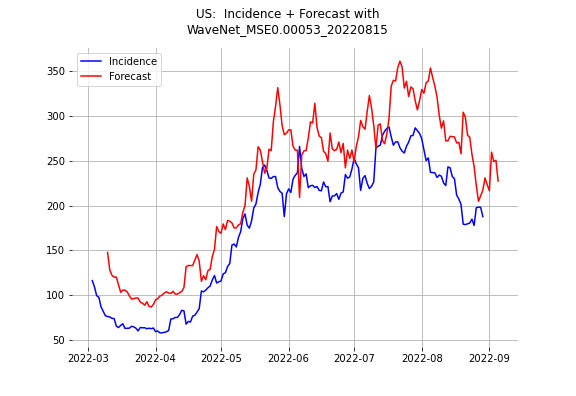 US:  Incidence + Forecast with
WaveNet_MSE0.00053_20220815
Incidence
Forecast
350
300
250
200
150
100
50
2022-03 2022-04 2022-05 2022-06 2022-07 2022-08 2022-09